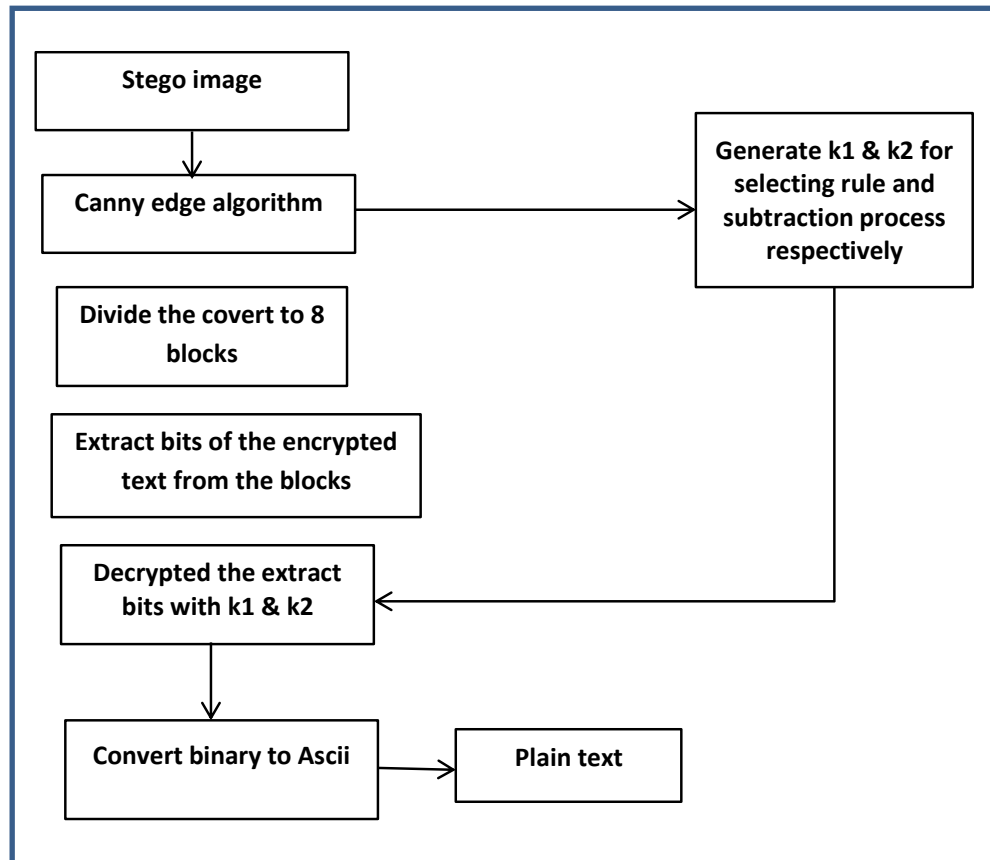 Stego image
Canny edge algorithm
Generate k1 & k2 for
selecting rule and
subtraction process
respectively
Divide the covert to 8
blocks
Extract bits of the encrypted
text from the blocks
Decrypted the extract
bits with k1 & k2
Convert binary to Ascii
Plain text